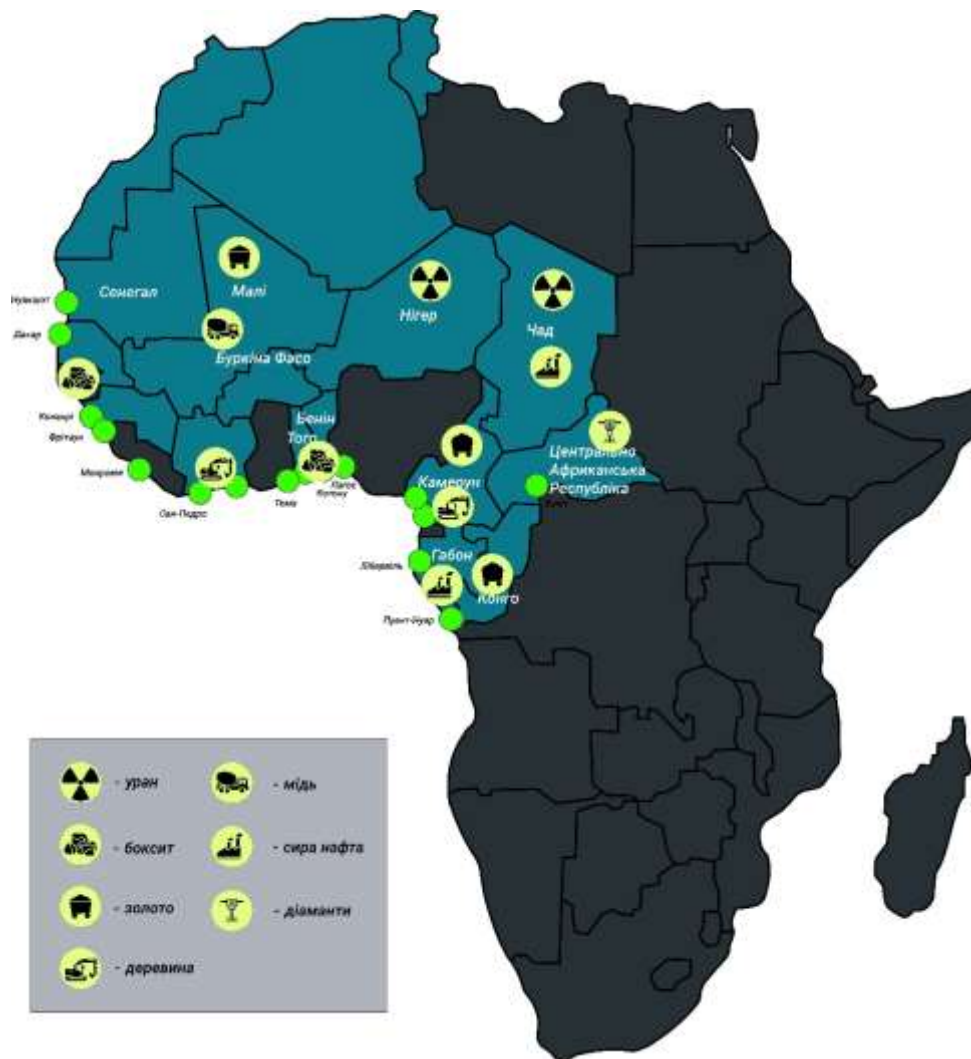 Сенегал
Малі
Нігер
Чад
Буркіна Фасо
Нуакшот
Дакар
Конакрі
Фрітаун
Монровія
Сан-Педро
Тема
Бенін
Того
Лагос
Котону
Камерун
Центрально
Африканська
Республіка
Габон
Конго
Лібервіль
Пуант-Нуар
- уран
- мідь
- боксит
- сира нафта
- золото
- діаманти
- деревина